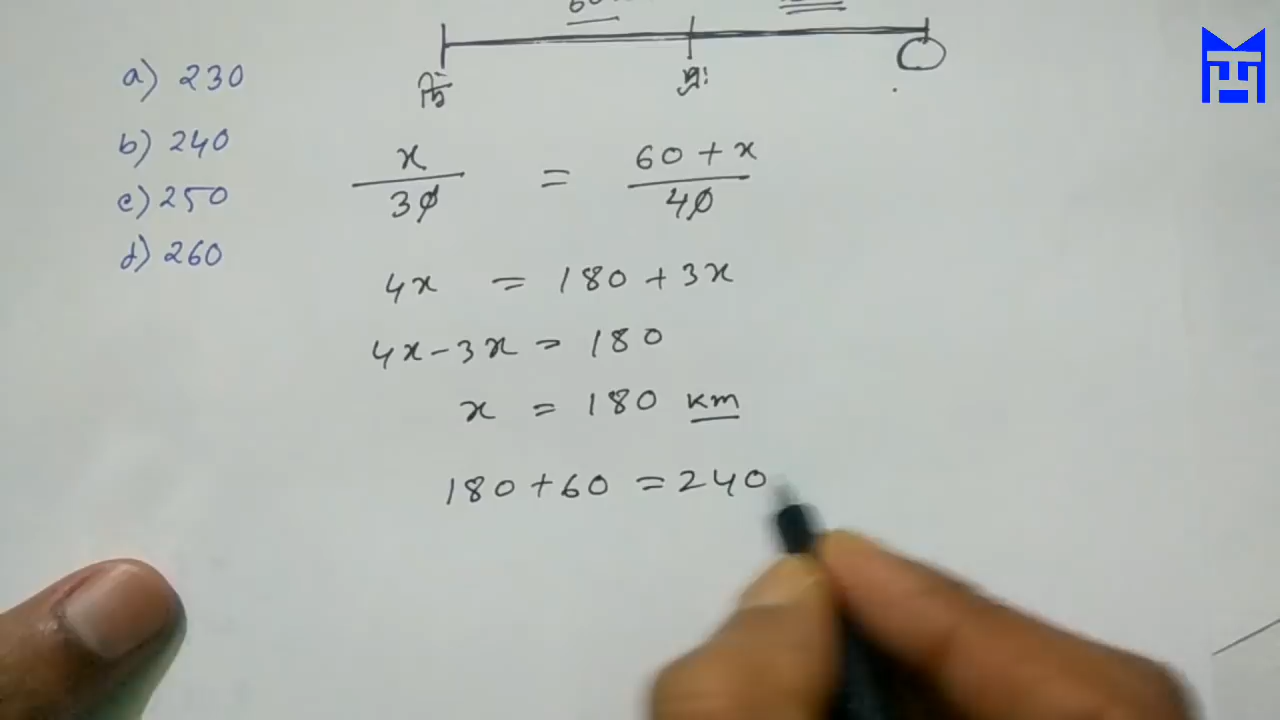 a) 230
b) 240
c) 250
d) 260
x/30 = 60 + x/40
4x = 180 + 3x
4x - 3x = 180
x = 180 km
180 + 60 = 240